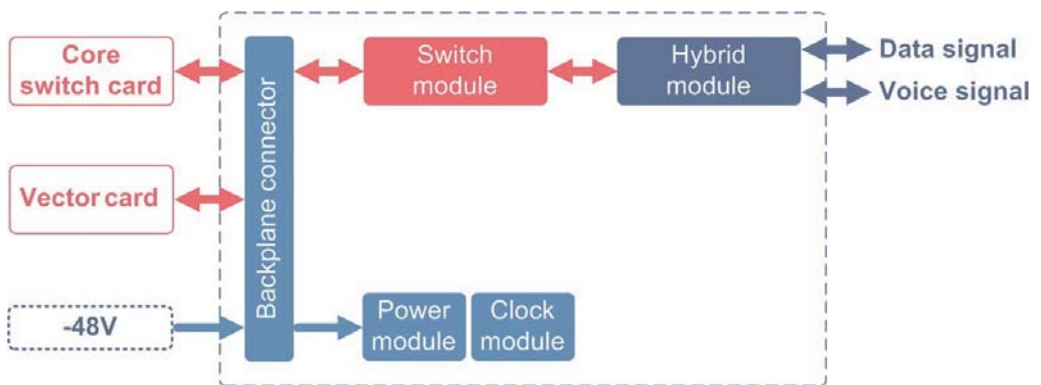 Core
switch card
Vector card
-48V
Backplane connector
Switch
module
Hybrid
module
Data signal
Voice signal
Power
module
Clock
module